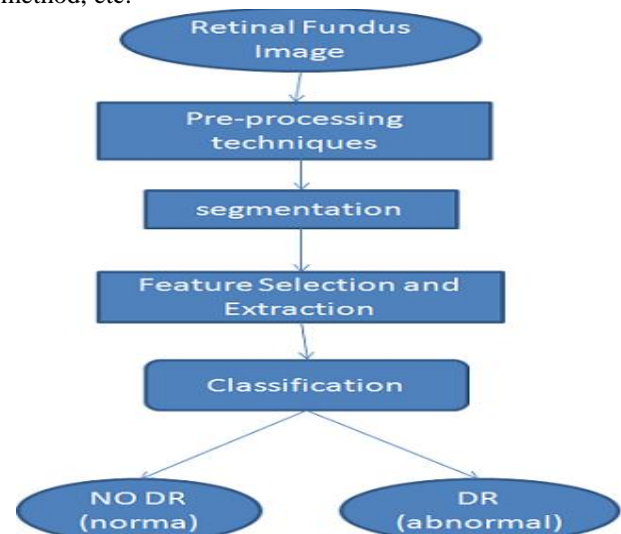 method, etc.
Retinal Fundus
Image
Pre-processing
techniques
segmentation
Feature Selection and
Extraction
Classification
NO DR
(norma)
DR
(abnormal)